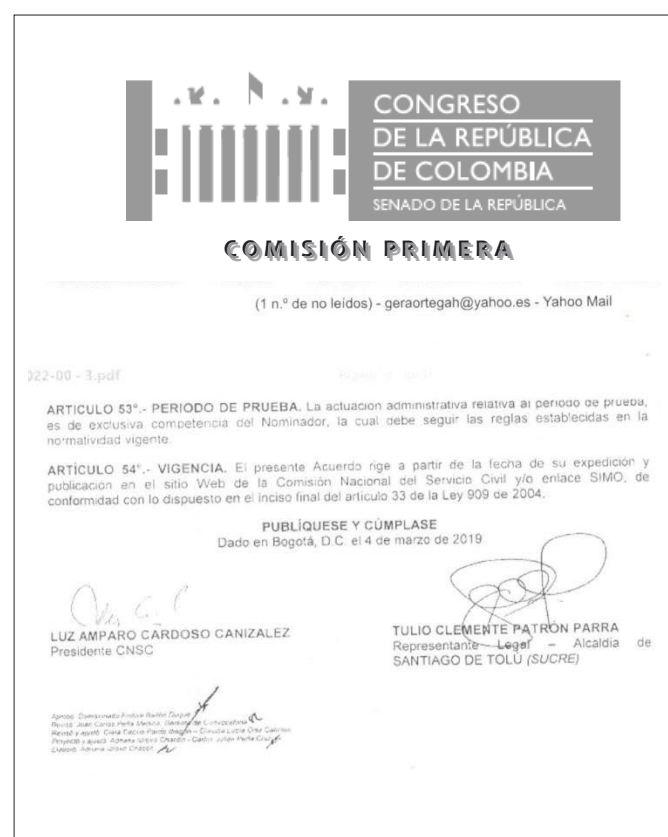 CONGRESO
DE LA REPÚBLICA
DE COLOMBIA
SENADO DE LA REPÚBLICA
COMISIÓN PRIMERA
(1 n.º de no leídos) - geraortegah@yahoo.es - Yahoo Mail
022-00 - 3.pdf
ARTICULO 53°.- PERIODO DE PRUEBA. La actuación administrativa relativa al periodo de prueba,
es de exclusiva competencia del Nominador, la cual debe seguir las reglas establecidas en la
normatividad vigente.
ARTÍCULO 54°.- VIGENCIA. El presente Acuerdo rige a partir de la fecha de su expedición y
publicación en el sitio Web de la Comisión Nacional del Servicio Civil y/o enlace SIMO, de
conformidad con lo dispuesto en el inciso final del artículo 33 de la Ley 909 de 2004.
PUBLÍQUESE Y CÚMPLASE
Dado en Bogotá, D.C. el 4 de marzo de 2019
LUZ AMPARO CARDOSO CANIZALEZ
Presidente CNSC
TULIO CLEMENTE PATRÓN PARRA
Representante Legal – Alcaldía de
SANTIAGO DE TOLÚ (SUCRE)